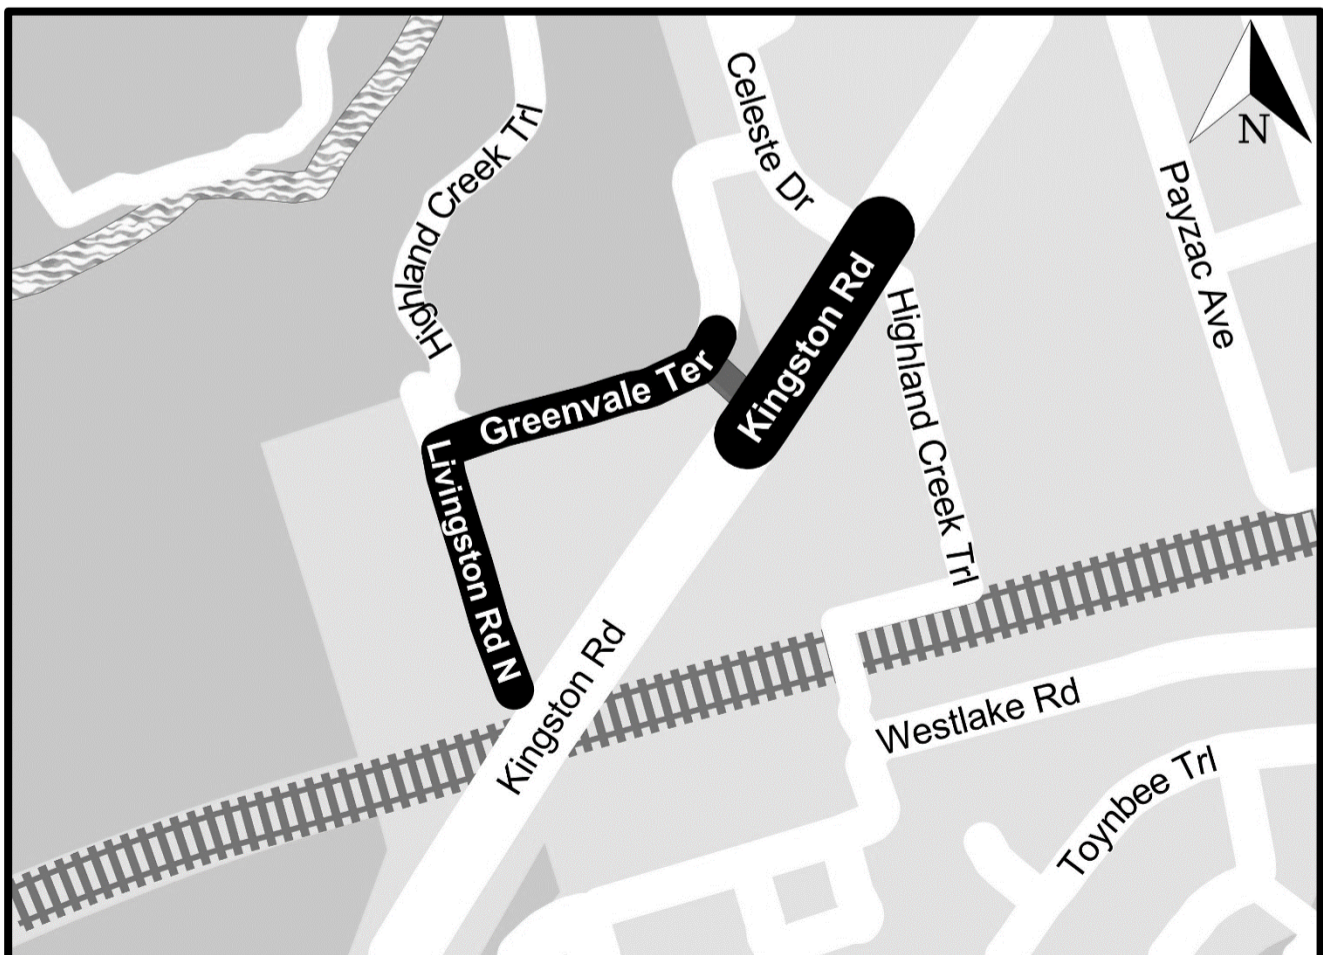 Celeste Dr
N
Highland Creek Trl
Payzac Ave
Kingston Rd
Highland Creek Trl
Greenvale Ter
Livingston Rd N
Kingston Rd
Westlake Rd
Toynbee Trl